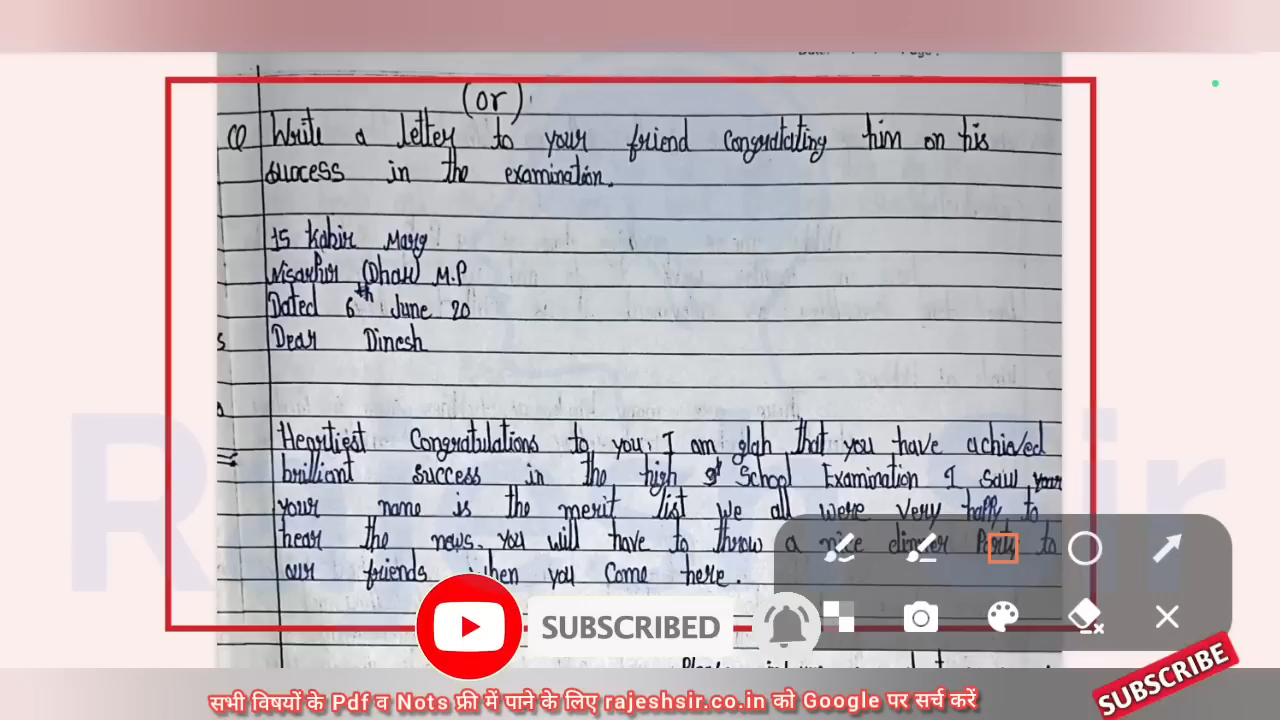 (or)
Q Write a letter to your friend Congratating him on his
success in the examination.
15 Kabir Marg
Nisarpur (Dhar) M.P
Dated 6th June 20
Dear Dinesh
Heartiest Congratulations to you. I am glah that you have achieved
brilliant success in the high School Examination I saw your
your name is the merit list We all were very happy to
hear the news. you will have to throw a nice dinner Party to
our friends when you Come here.
SUBSCRIBED
SUBSCRIBE
सभी विषयों के Pdf व Nots फ्री में पाने के लिए rajeshsir.co.in को Google पर सर्च करें